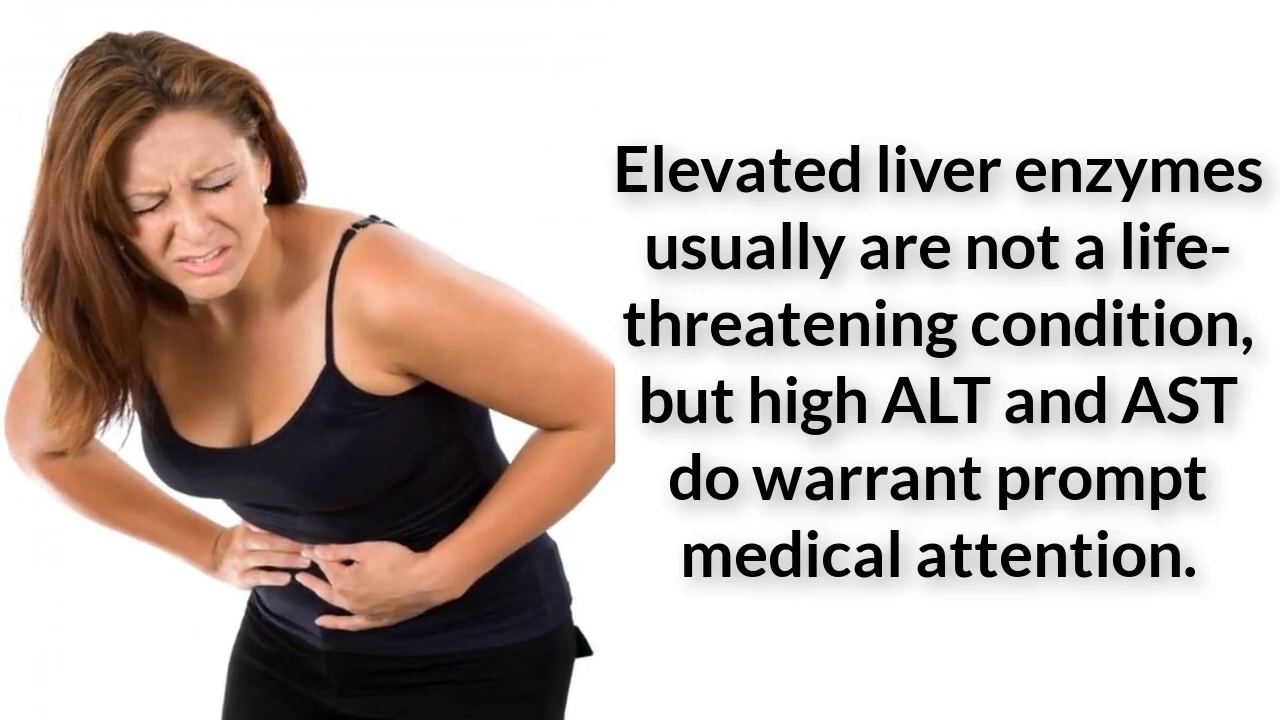 Elevated liver enzymes
usually are not a life-
threatening condition,
but high ALT and AST
do warrant prompt
medical attention.